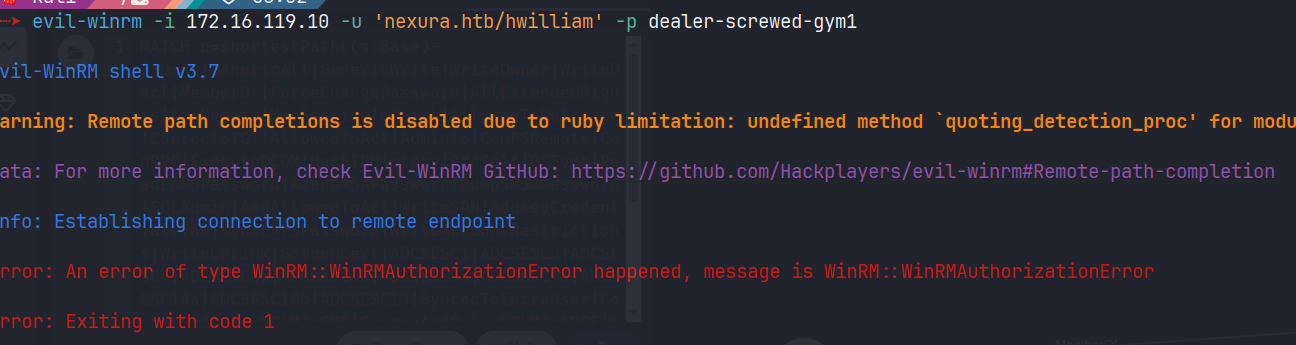 evil-winrm -i 172.16.119.10 -u 'nexura.htb/hwilliam' -p dealer-screwed-gym1
vil-WinRM shell v3.7
arning: Remote path completions is disabled due to ruby limitation: undefined method `quoting_detection_proc' for modu
ata: For more information, check Evil-WinRM GitHub: https://github.com/Hackplayers/evil-winrm#Remote-path-completion
nfo: Establishing connection to remote endpoint
rror: An error of type WinRM::WinRMAuthorizationError happened, message is WinRM::WinRMAuthorizationError
rror: Exiting with code 1